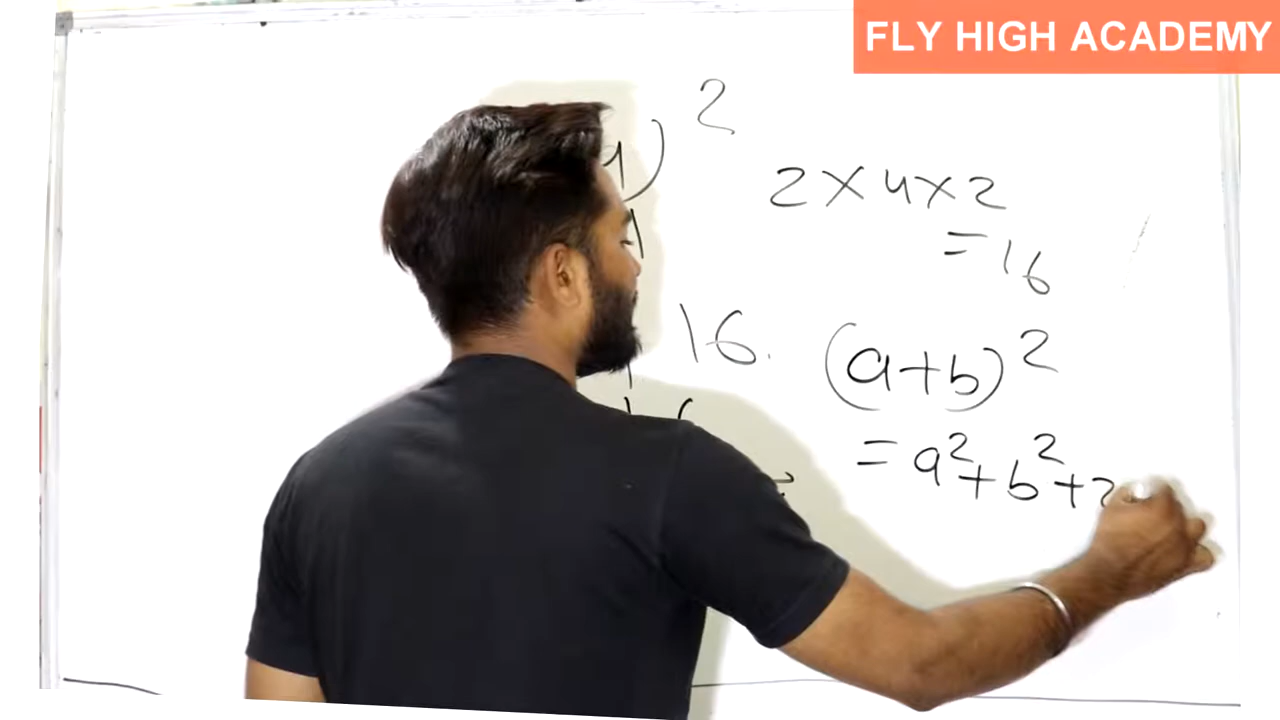 FLY HIGH ACADEMY
)²
2×4×2
=16
16.
(a+b)²
=a²+b²+2